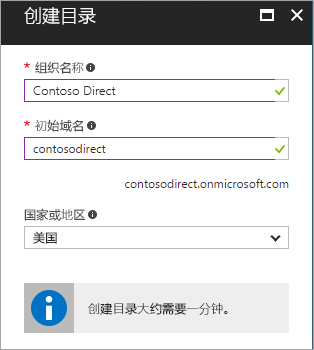 创建目录
* 组织名称
Contoso Direct
* 初始域名
contosodirect
contosodirect.onmicrosoft.com
国家或地区
美国
创建目录大约需要一分钟。